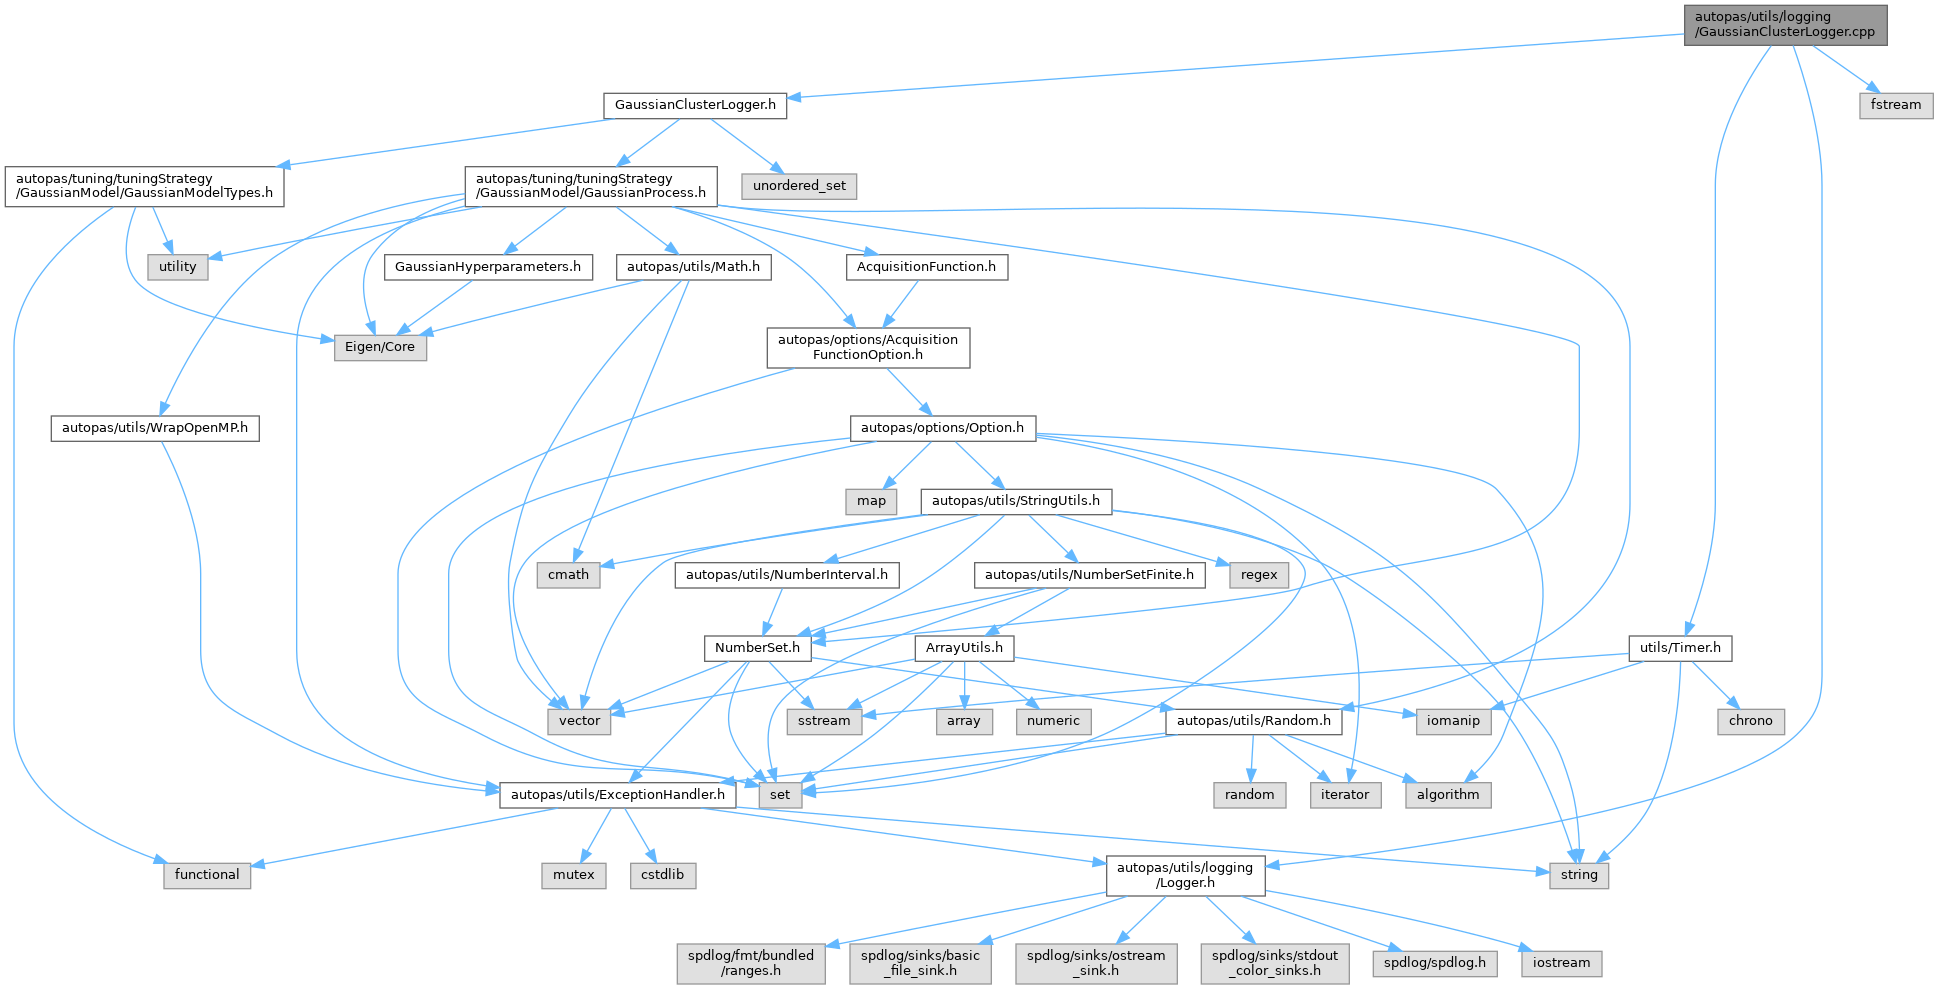 autopas/utils/logging
/GaussianClusterLogger.cpp
GaussianClusterLogger.h
fstream
autopas/tuning/tuningStrategy
/GaussianModel/GaussianModelTypes.h
autopas/tuning/tuningStrategy
/GaussianModel/GaussianProcess.h
unordered_set
utility
GaussianHyperparameters.h
autopas/utils/Math.h
AcquisitionFunction.h
Eigen/Core
autopas/options/Acquisition
FunctionOption.h
autopas/utils/WrapOpenMP.h
autopas/options/Option.h
map
autopas/utils/StringUtils.h
cmath
autopas/utils/NumberInterval.h
autopas/utils/NumberSetFinite.h
regex
NumberSet.h
ArrayUtils.h
utils/Timer.h
vector
sstream
array
numeric
autopas/utils/Random.h
iomanip
chrono
autopas/utils/ExceptionHandler.h
set
random
iterator
algorithm
functional
mutex
cstdlib
autopas/utils/logging
/Logger.h
string
spdlog/fmt/bundled
/ranges.h
spdlog/sinks/basic
_file_sink.h
spdlog/sinks/ostream
_sink.h
spdlog/sinks/stdout
_color_sinks.h
spdlog/spdlog.h
iostream